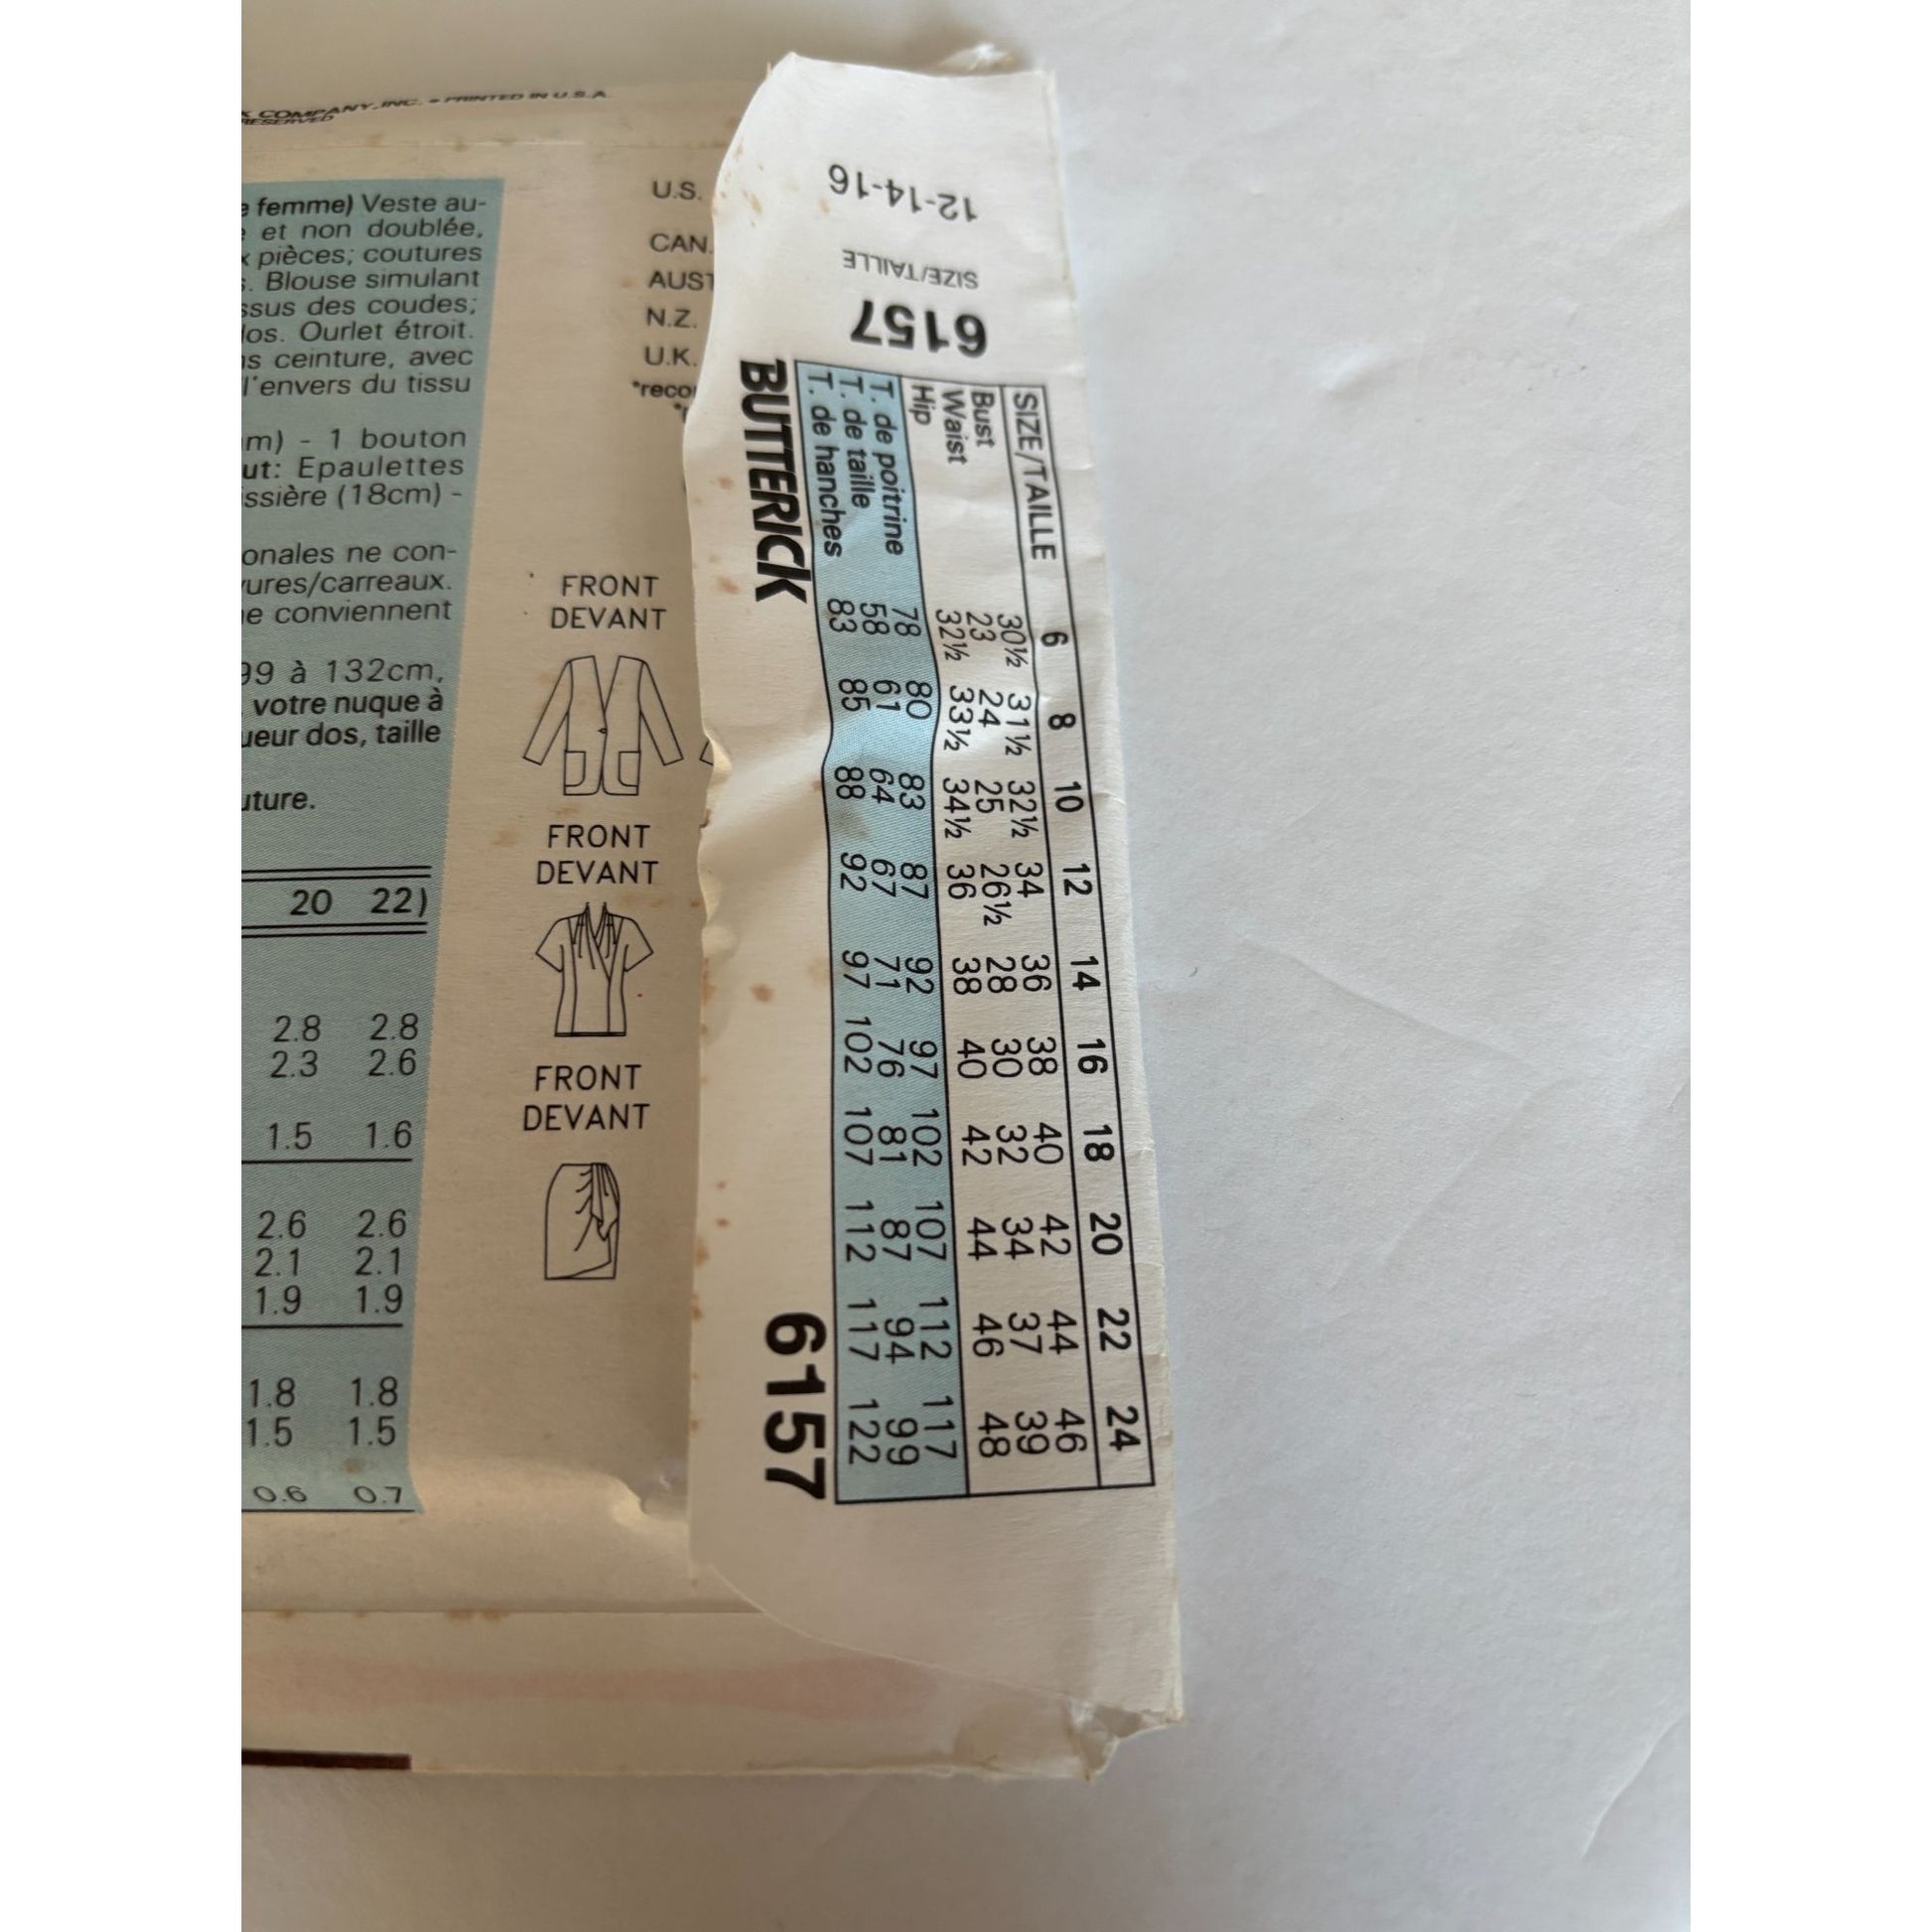 COMPANY, INC. • PRINTED IN U.S.A.
RESERVED
femme) Veste au-
et non doublée,
pièces; coutures
. Blouse simulant
des coudes;
. Ourlet étroit.
ceinture, avec
l'envers du tissu
m) - 1 bouton
: Epaulettes
(18cm) -
ne con-
/carreaux.
conviennent
99 à 132cm,
votre nuque à
dos, taille
20 22)
2.8 2.8
2.3 2.6
1.5 1.6
2.6 2.6
2.1 2.1
1.9 1.9
1.8 1.8
1.5 1.5
0.6 0.7
U.S.
CAN.
AUST
N.Z.
U.K.
FRONT
DEVANT
FRONT
DEVANT
FRONT
DEVANT
12-14-16
SIZE/TAILLE
6157
SIZE/TAILLE 6 8 10 12 14 16 18 20 22 24
Bust 30½ 31½ 32½ 34 36 38 40 42 44 46
Waist 23 24 25 26½ 28 30 32 34 37 39
Hip 32½ 33½ 34½ 36 38 40 42 44 46 48
T. de poitrine 78 80 83 87 92 97 102 107 112 117
T. de taille 58 61 64 67 71 76 81 87 94 99
T. de hanches 83 85 88 92 97 102 107 112 117 122
BUTTERICK 6157